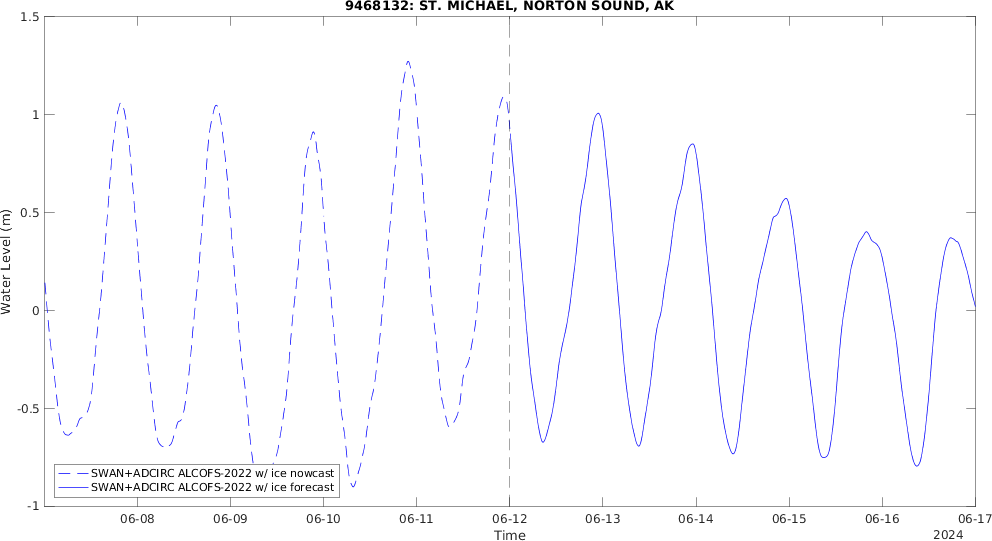 9468132: ST. MICHAEL, NORTON SOUND, AK
1.5
1
0.5
0
-0.5
-1
Water Level (m)
SWAN+ADCIRC ALCOFS-2022 w/ ice nowcast
SWAN+ADCIRC ALCOFS-2022 w/ ice forecast
06-08 06-09 06-10 06-11 06-12 06-13 06-14 06-15 06-16 06-17
Time
2024